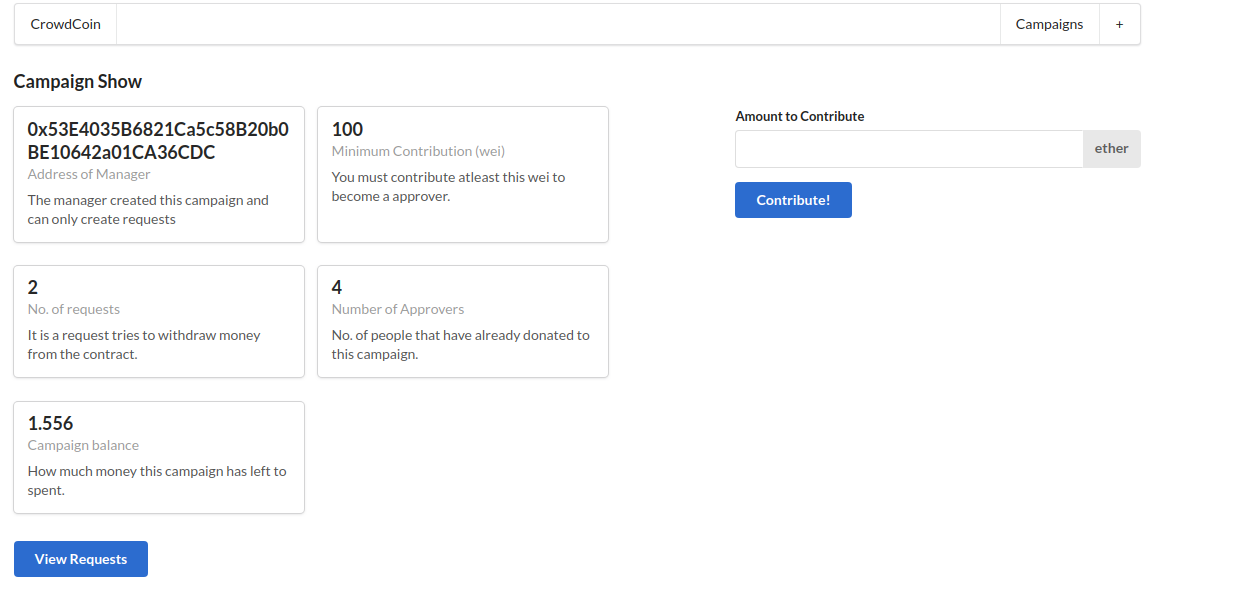 CrowdCoin
Campaigns
+
Campaign Show
0x53E4035B6821Ca5c58B20b0
BE10642a01CA36CDC
Address of Manager
The manager created this campaign and
can only create requests
100
Minimum Contribution (wei)
You must contribute atleast this wei to
become a approver.
2
No. of requests
It is a request tries to withdraw money
from the contract.
4
Number of Approvers
No. of people that have already donated to
this campaign.
1.556
Campaign balance
How much money this campaign has left to
spent.
View Requests
Amount to Contribute
ether
Contribute!